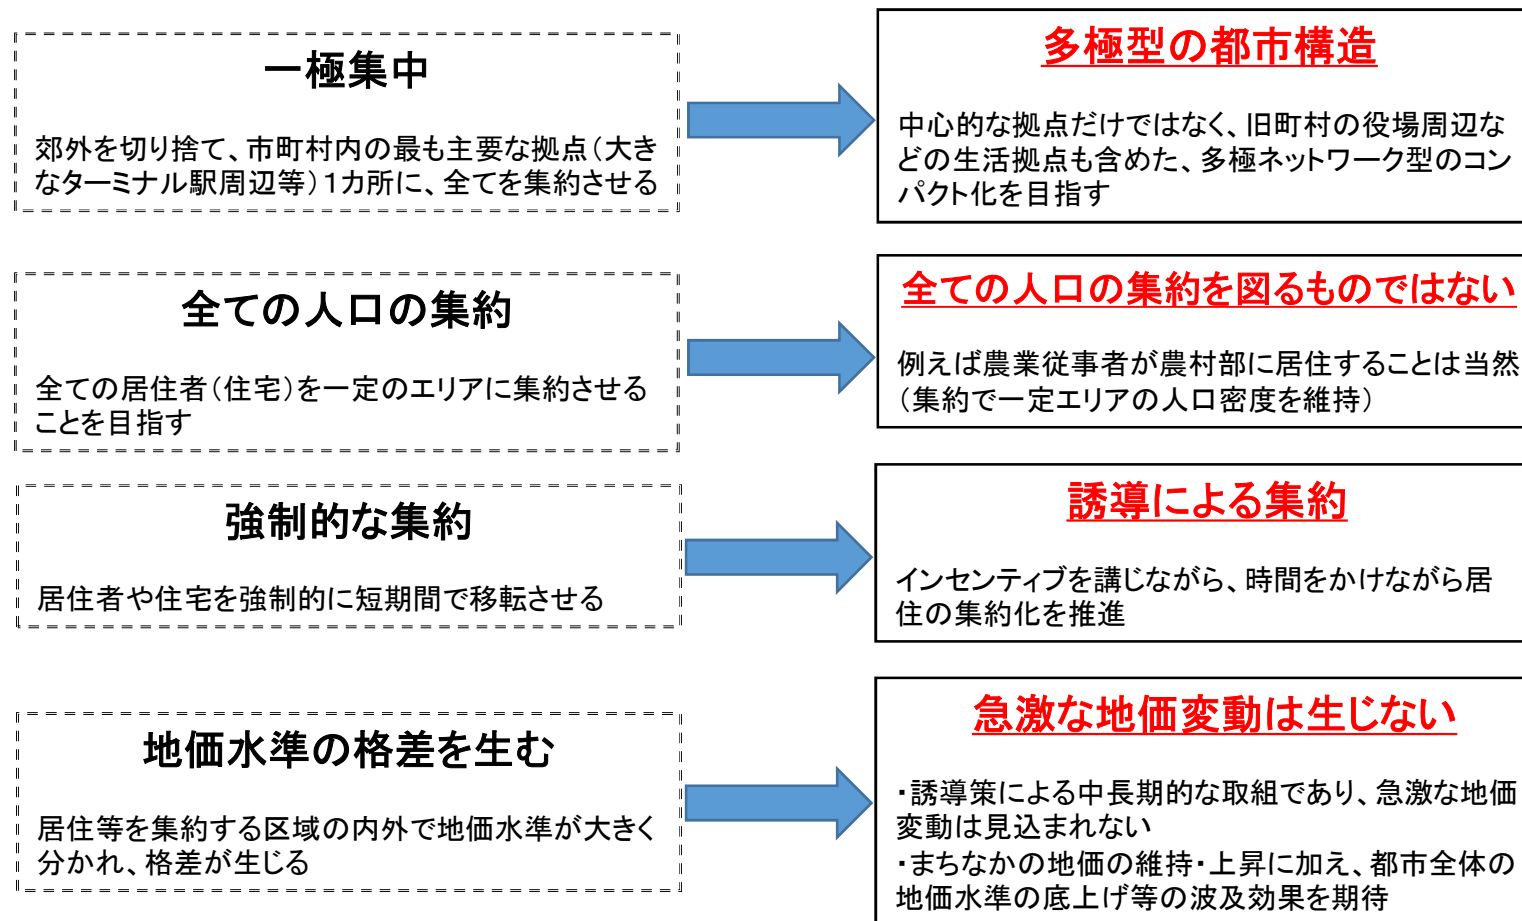 一極集中
郊外を切り捨て、市町村内の最も主要な拠点（大き
なターミナル駅周辺等）１カ所に、全てを集約させる
多極型の都市構造
中心的な拠点だけではなく、旧町村の役場周辺な
どの生活拠点も含めた、多極ネットワーク型のコン
パクト化を目指す
全ての人口の集約
全ての居住者（住宅）を一定のエリアに集約させる
ことを目指す
全ての人口の集約を図るものではない
例えば農業従事者が農村部に居住することは当然
（集約で一定エリアの人口密度を維持）
強制的な集約
居住者や住宅を強制的に短期間で移転させる
誘導による集約
インセンティブを講じながら、時間をかけながら居
住の集約化を推進
地価水準の格差を生む
居住等を集約する区域の内外で地価水準が大きく
分かれ、格差が生じる
急激な地価変動は生じない
・誘導策による中長期的な取組であり、急激な地価
変動は見込まれない
・まちなかの地価の維持・上昇に加え、都市全体の
地価水準の底上げ等の波及効果を期待